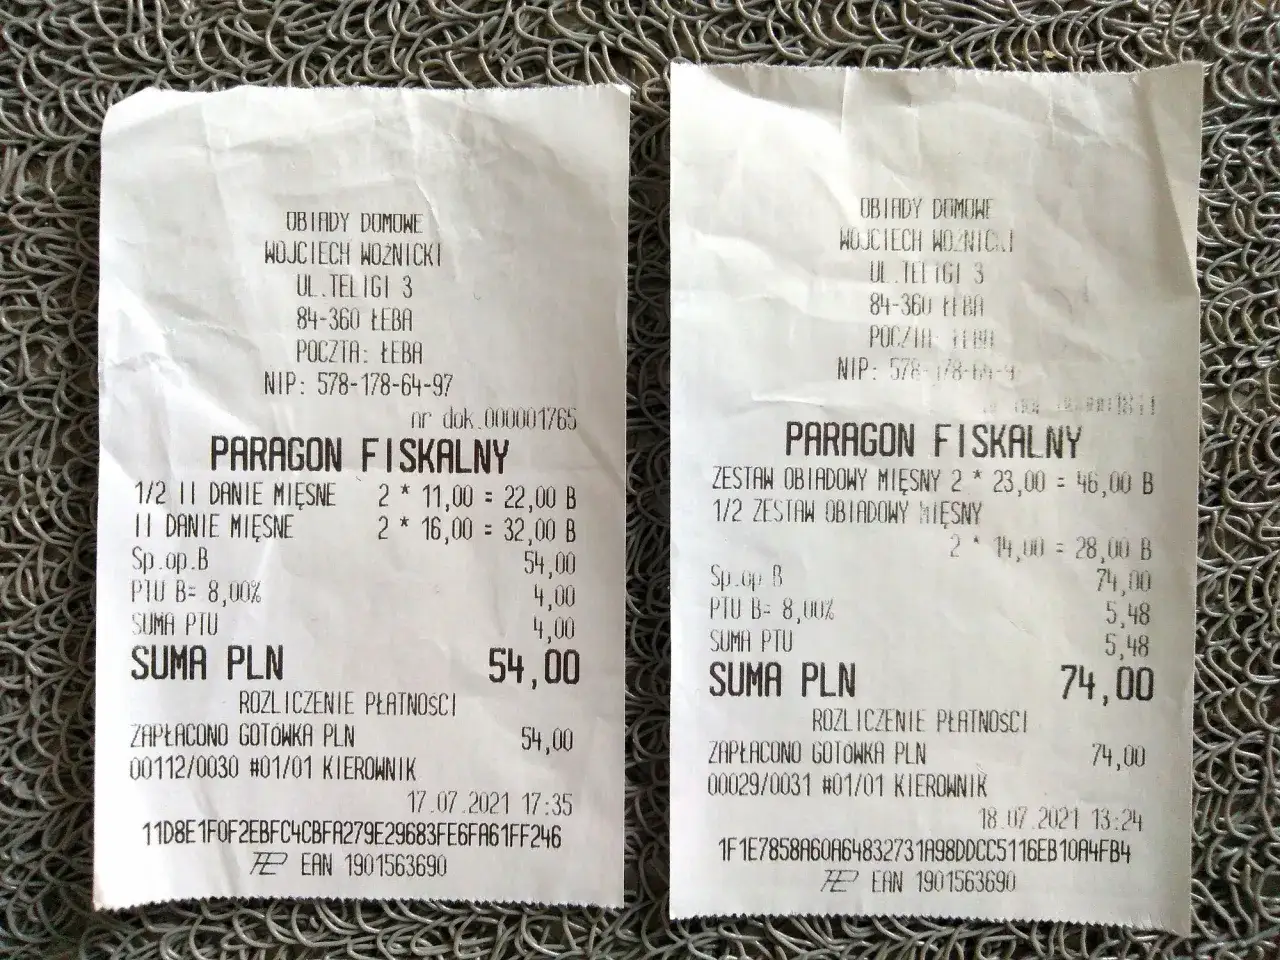 OBIADY DOMOWE
WOJCIECH WOŹNICKI
UL.TELIGI 3
84-360 ŁEBA
POCZTA: ŁEBA
NIP: 578-178-64-97
nr dok.000001765
PARAGON FISKALNY
1/2 II DANIE MIĘSNE 2 * 11,00 = 22,00 B
II DANIE MIĘSNE 2 * 16,00 = 32,00 B
Sp.op.B 54,00
PTU B= 8,00% 4,00
SUMA PTU 4,00
SUMA PLN 54,00
ROZLICZENIE PŁATNOŚCI
ZAPŁACONO GOTÓWKA PLN 54,00
00112/0030 #01/01 KIEROWNIK
17.07.2021 17:35
11D8E1F0F2EBFC4CBFA279E29683FE6FA61FF246
EAN 1901563690
OBIADY DOMOWE
WOJCIECH WOŹNICKI
UL.TELIGI 3
84-360 ŁEBA
POCZTA: ŁEBA
NIP: 578-178-64-9
PARAGON FISKALNY
ZESTAW OBIADOWY MIĘSNY 2 * 23,00 = 46,00 B
1/2 ZESTAW OBIADOWY MIĘSNY
2 * 14,00 = 28,00 B
Sp.op B 74,00
PTU B= 8,00% 5,48
SUMA PTU 5,48
SUMA PLN 74,00
ROZLICZENIE PŁATNOŚCI
ZAPŁACONO GOTÓWKA PLN 74,00
00029/0031 #01/01 KIEROWNIK
18.07.2021 13:24
1F1E7858A60A64832731A98DDCC5116EB10A4FB4
EAN 1901563690